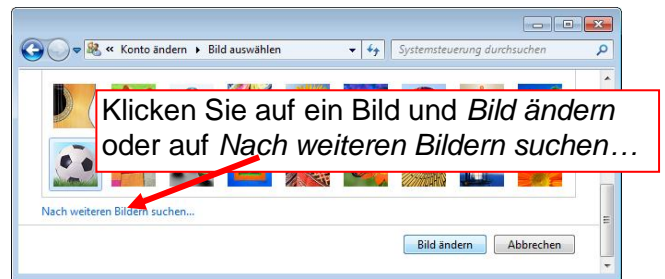 « Konto ändern ▸ Bild auswählen
Systemsteuerung durchsuchen
Klicken Sie auf ein Bild und Bild ändern
oder auf Nach weiteren Bildern suchen…
Nach weiteren Bildern suchen...
Bild ändern
Abbrechen